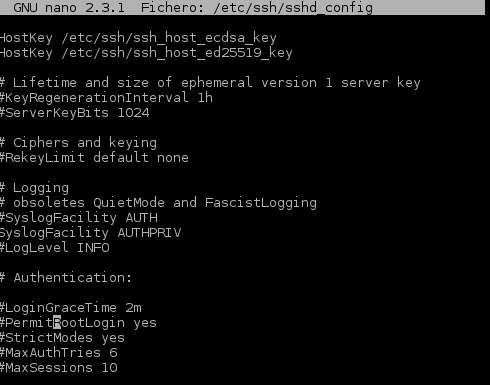 GNU nano 2.3.1 Fichero: /etc/ssh/sshd_config
HostKey /etc/ssh/ssh_host_ecdsa_key
HostKey /etc/ssh/ssh_host_ed25519_key
# Lifetime and size of ephemeral version 1 server key
#KeyRegenerationInterval 1h
#ServerKeyBits 1024
# Ciphers and keying
#RekeyLimit default none
# Logging
# obsoletes QuietMode and FascistLogging
#SyslogFacility AUTH
SyslogFacility AUTHPRIV
#LogLevel INFO
# Authentication:
#LoginGraceTime 2m
#PermitRootLogin yes
#StrictModes yes
#MaxAuthTries 6
#MaxSessions 10